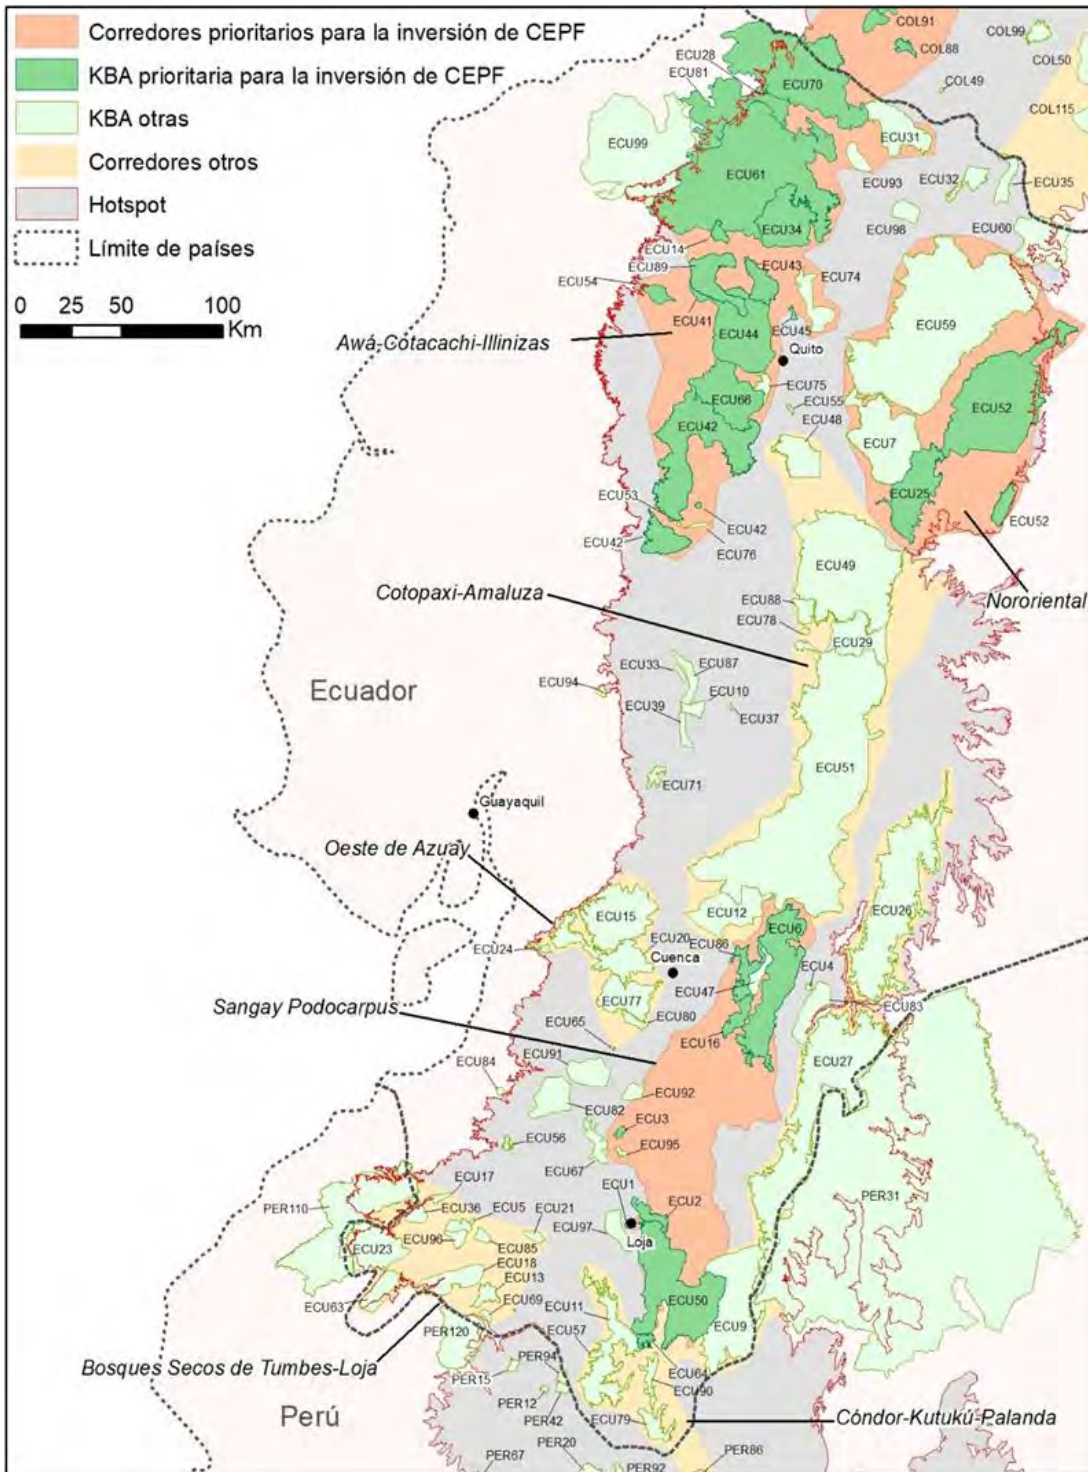 Corredores prioritarios para la inversión de CEPF
KBA prioritaria para la inversión de CEPF
KBA otras
Corredores otros
Hotspot
Límite de países
0 25 50 100
Km
COL91
COL99
COL88
COL50
COL49
COL115
ECU28
ECU81
ECU70
ECU99
ECU31
ECU61
ECU93
ECU32
ECU35
ECU34
ECU98
ECU60
ECU14
ECU89
ECU43
ECU74
ECU54
ECU41
ECU44
ECU45
ECU59
Awá-Cotacachi-Illinizas
Quito
ECU75
ECU66
ECU55
ECU52
ECU42
ECU48
ECU7
ECU53
ECU25
ECU42
ECU42
ECU52
ECU76
ECU49
Cotopaxi-Amaluza
ECU88
Nororiental
ECU78
ECU29
ECU33
ECU87
Ecuador
ECU94
ECU10
ECU39
ECU37
ECU51
ECU71
Guayaquil
Oeste de Azuay
ECU15
ECU12
ECU26
ECU6
ECU24
ECU20
ECU86
Cuenca
ECU4
ECU47
Sangay Podocarpus
ECU77
ECU83
ECU80
ECU65
ECU16
ECU91
ECU27
ECU84
ECU92
ECU82
ECU3
ECU56
ECU95
ECU67
ECU17
ECU1
PER31
PER110
ECU36
ECU5
ECU21
ECU2
ECU96
ECU97
Loja
ECU23
ECU85
ECU18
ECU13
ECU63
ECU69
ECU11
ECU50
PER120
ECU57
ECU9
Bosques Secos de Tumbes-Loja
PER94
PER15
ECU64
PER12
ECU90
Perú
PER42
ECU79
Cóndor-Kutukú-Palanda
PER20
PER67
PER86
PER92